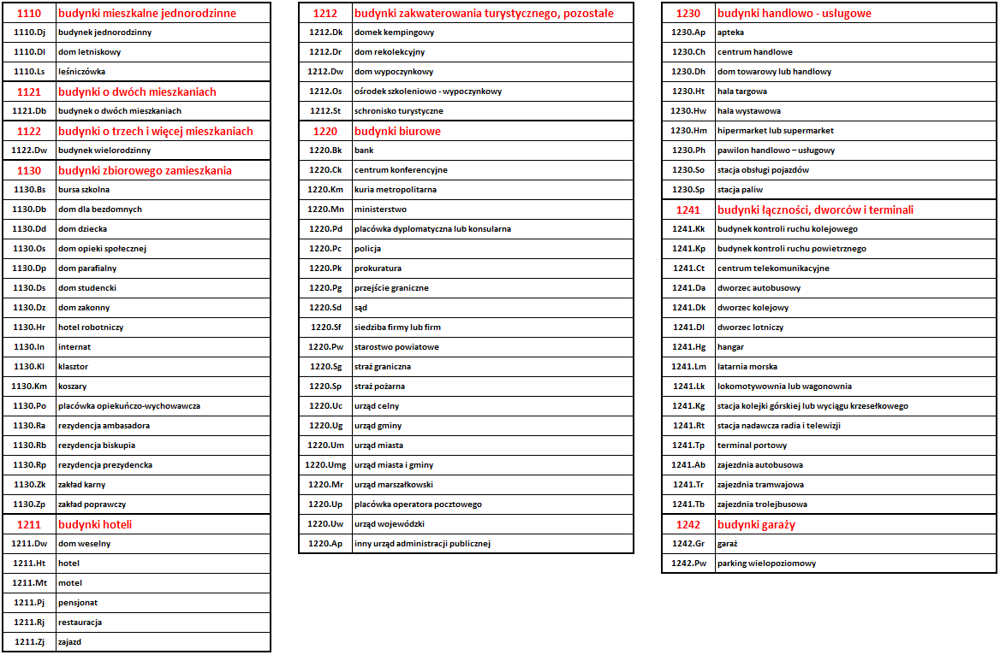 1110 budynki mieszkalne jednorodzinne
1110.Dj budynek jednorodzinny
1110.Dl dom letniskowy
1110.Ls leśniczówka
1121 budynki o dwóch mieszkaniach
1121.Db budynek o dwóch mieszkaniach
1122 budynki o trzech i więcej mieszkaniach
1122.Dw budynek wielorodzinny
1130 budynki zbiorowego zamieszkania
1130.Bs bursa szkolna
1130.Db dom dla bezdomnych
1130.Dd dom dziecka
1130.Os dom opieki społecznej
1130.Dp dom parafialny
1130.Ds dom studencki
1130.Dz dom zakonny
1130.Hr hotel robotniczy
1130.In internat
1130.Kl klasztor
1130.Km koszary
1130.Po placówka opiekuńczo-wychowawcza
1130.Ra rezydencja ambasadora
1130.Rb rezydencja biskupia
1130.Rp rezydencja prezydencka
1130.Zk zakład karny
1130.Zp zakład poprawczy
1211 budynki hoteli
1211.Dw dom weselny
1211.Ht hotel
1211.Mt motel
1211.Pj pensjonat
1211.Rj restauracja
1211.Zj zajazd
1212 budynki zakwaterowania turystycznego, pozostałe
1212.Dk domek kempingowy
1212.Dr dom rekolekcyjny
1212.Dw dom wypoczynkowy
1212.Os ośrodek szkoleniowo - wypoczynkowy
1212.St schronisko turystyczne
1220 budynki biurowe
1220.Bk bank
1220.Ck centrum konferencyjne
1220.Km kuria metropolitarna
1220.Mn ministerstwo
1220.Pd placówka dyplomatyczna lub konsularna
1220.Pc policja
1220.Pk prokuratura
1220.Pg przejście graniczne
1220.Sd sąd
1220.Sf siedziba firmy lub firm
1220.Pw starostwo powiatowe
1220.Sg straż graniczna
1220.Sp straż pożarna
1220.Uc urząd celny
1220.Ug urząd gminy
1220.Um urząd miasta
1220.Umg urząd miasta i gminy
1220.Mr urząd marszałkowski
1220.Up placówka operatora pocztowego
1220.Uw urząd wojewódzki
1220.Ap inny urząd administracji publicznej
1230 budynki handlowo - usługowe
1230.Ap apteka
1230.Ch centrum handlowe
1230.Dh dom towarowy lub handlowy
1230.Ht hala targowa
1230.Hw hala wystawowa
1230.Hm hipermarket lub supermarket
1230.Ph pawilon handlowo – usługowy
1230.So stacja obsługi pojazdów
1230.Sp stacja paliw
1241 budynki łączności, dworców i terminali
1241.Kk budynek kontroli ruchu kolejowego
1241.Kp budynek kontroli ruchu powietrznego
1241.Ct centrum telekomunikacyjne
1241.Da dworzec autobusowy
1241.Dk dworzec kolejowy
1241.Dl dworzec lotniczy
1241.Hg hangar
1241.Lm latarnia morska
1241.Lk lokomotywownia lub wagonownia
1241.Kg stacja kolejki górskiej lub wyciągu krzesełkowego
1241.Rt stacja nadawcza radia i telewizji
1241.Tp terminal portowy
1241.Ab zajezdnia autobusowa
1241.Tr zajezdnia tramwajowa
1241.Tb zajezdnia trolejbusowa
1242 budynki garaży
1242.Gr garaż
1242.Pw parking wielopoziomowy